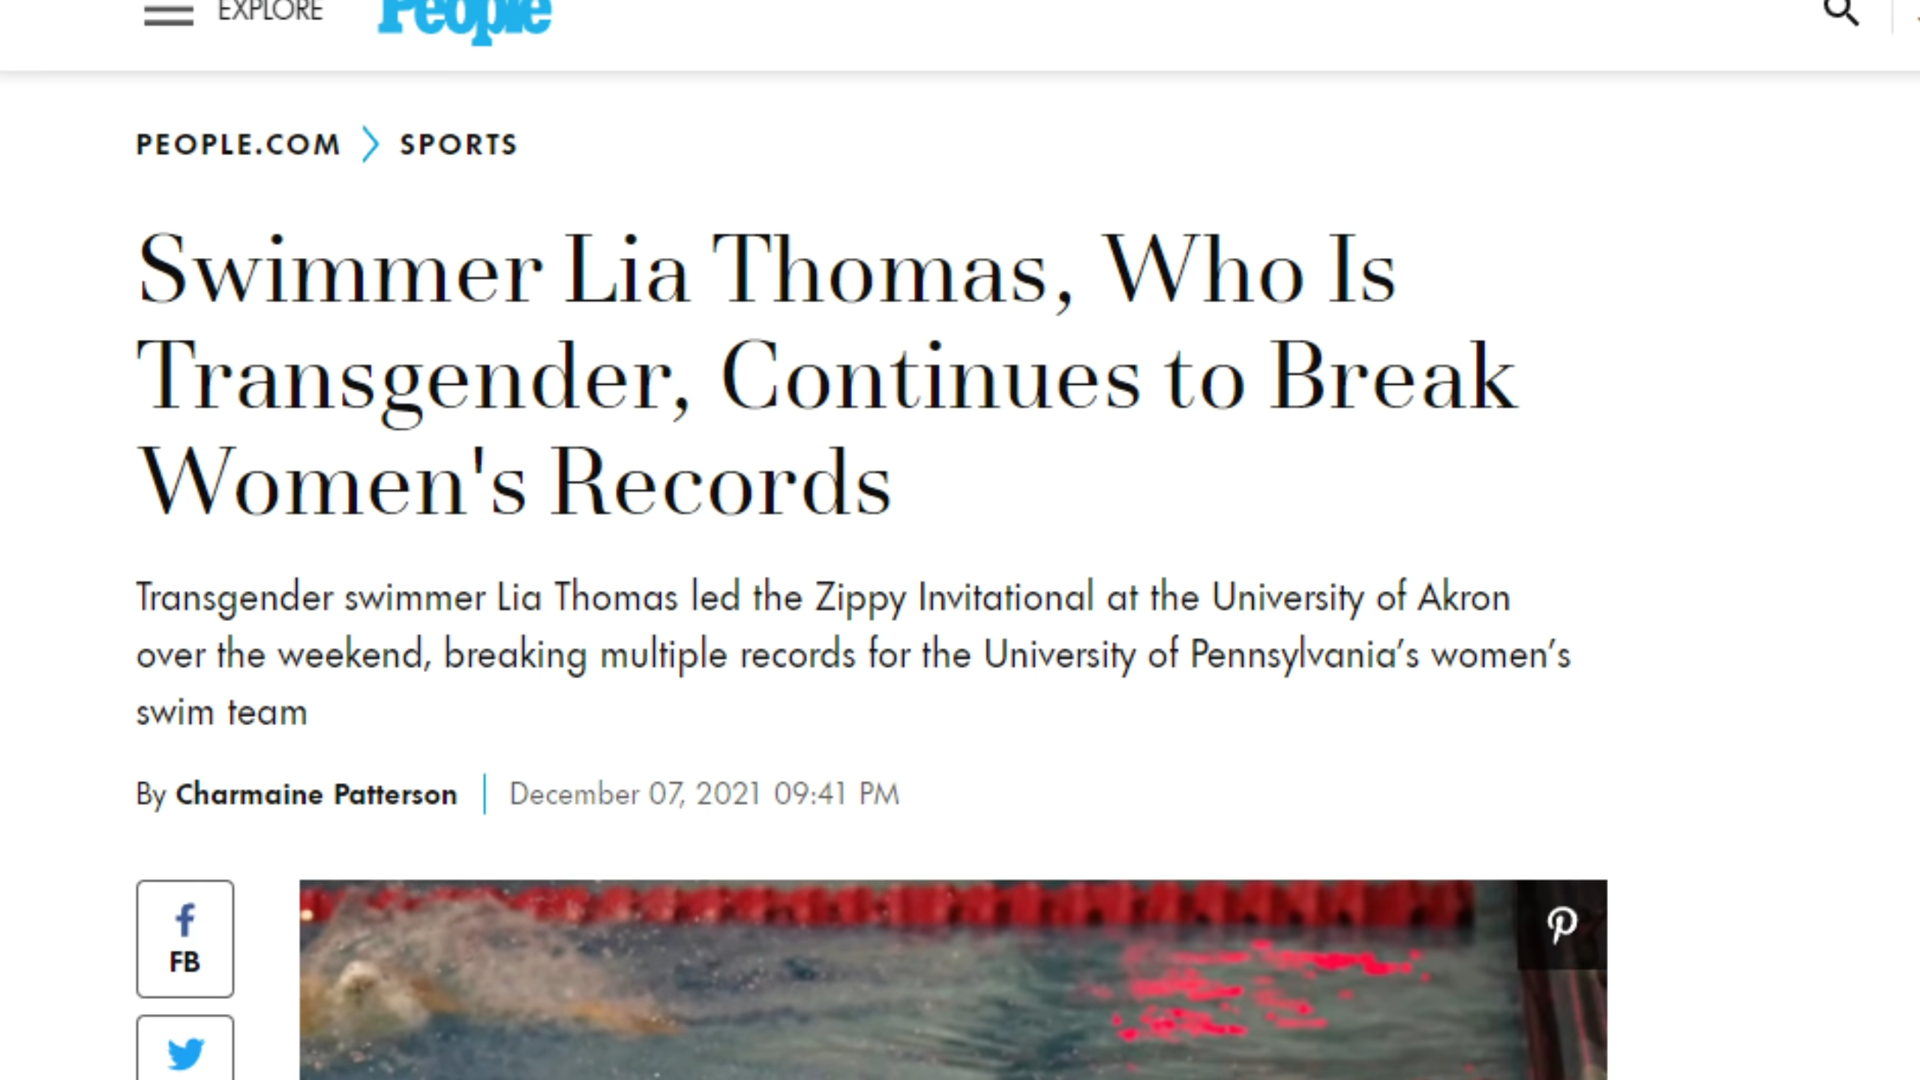 EXPLORE
People
PEOPLE.COM
SPORTS
Swimmer Lia Thomas, Who Is
Transgender, Continues to Break
Women's Records
Transgender swimmer Lia Thomas led the Zippy Invitational at the University of Akron
over the weekend, breaking multiple records for the University of Pennsylvania’s women’s
swim team
By Charmaine Patterson
December 07, 2021 09:41 PM
FB